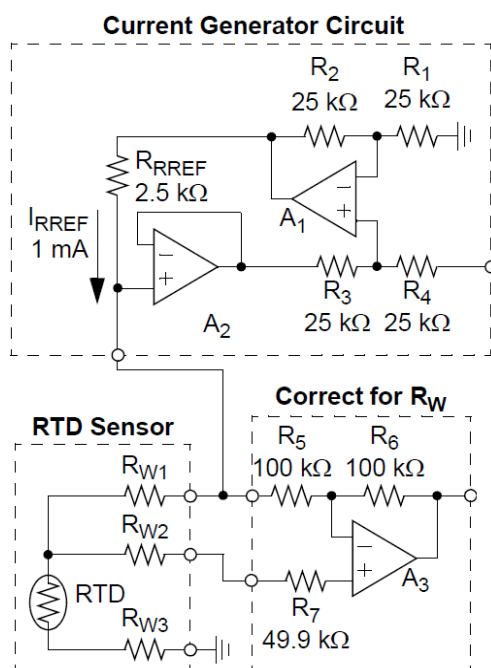 Current Generator Circuit
R2 R1
25 kΩ 25 kΩ
RRREF
2.5 kΩ
A1
IRREF
1 mA
A2
R3 R4
25 kΩ 25 kΩ
RTD Sensor
Correct for RW
RW1
R5 R6
100 kΩ 100 kΩ
RW2
A3
RTD
R7
49.9 kΩ
RW3